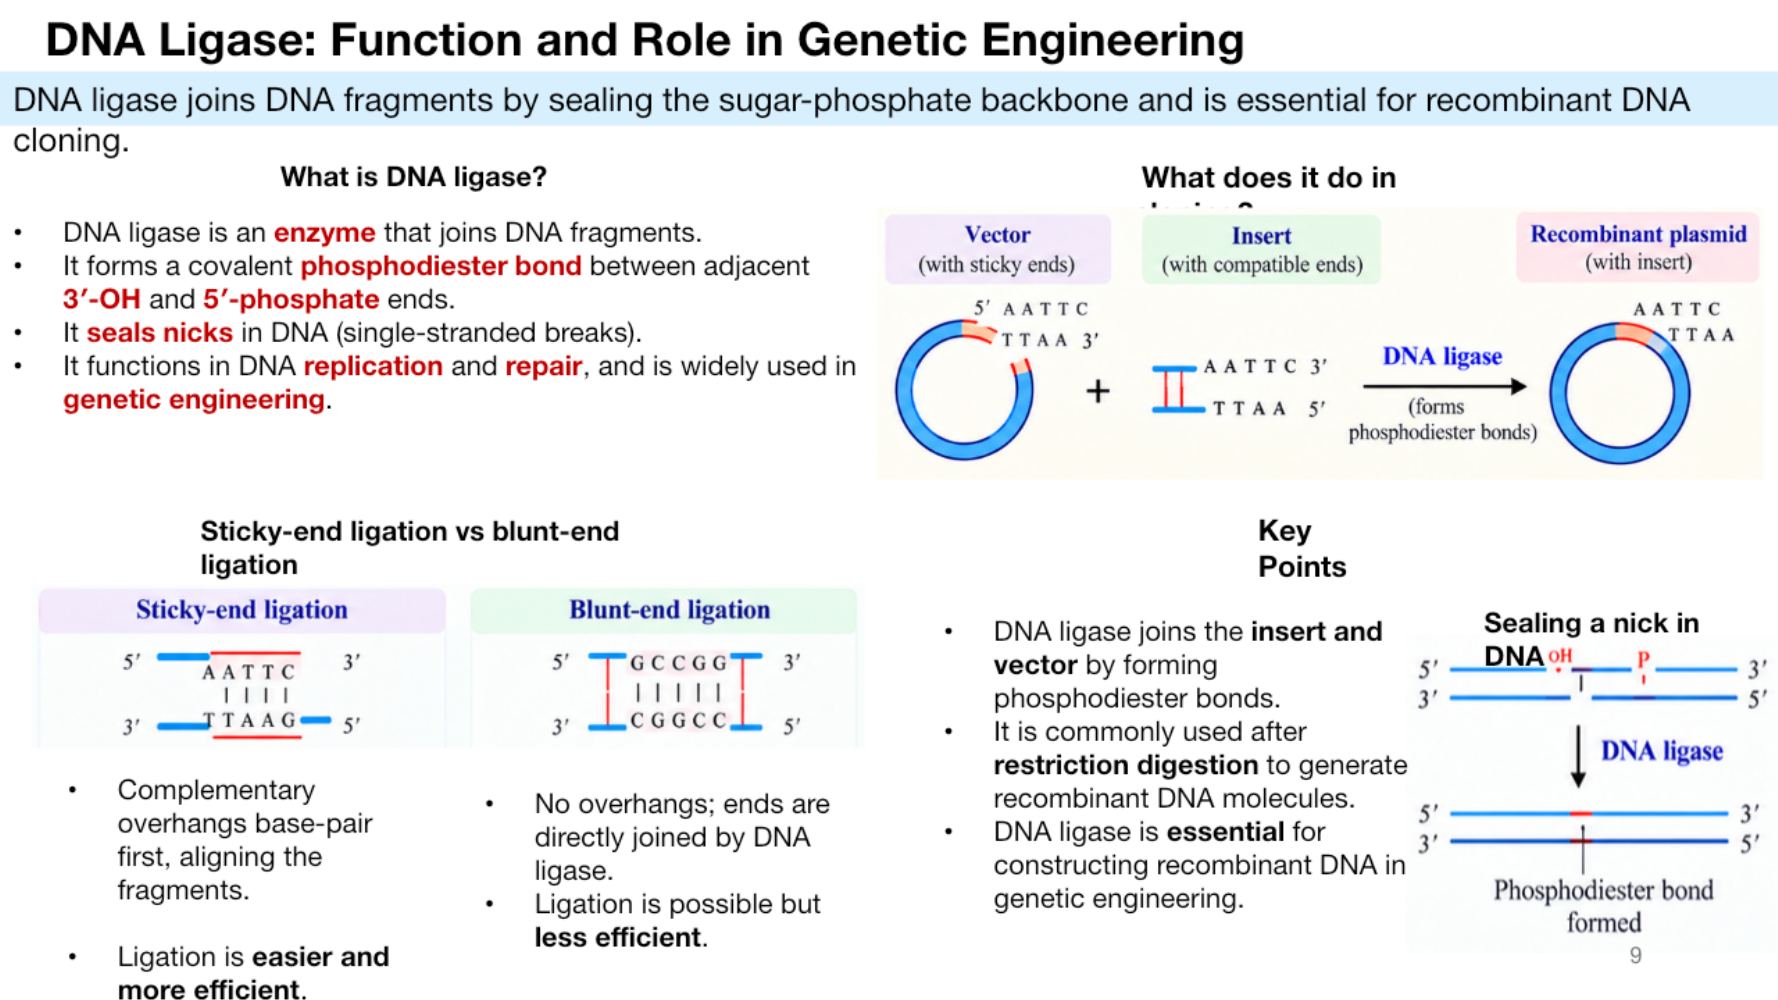 DNA Ligase: Function and Role in Genetic Engineering
DNA ligase joins DNA fragments by sealing the sugar-phosphate backbone and is essential for recombinant DNA
cloning.
What is DNA ligase?
• DNA ligase is an enzyme that joins DNA fragments.
• It forms a covalent phosphodiester bond between adjacent
3′-OH and 5′-phosphate ends.
• It seals nicks in DNA (single-stranded breaks).
• It functions in DNA replication and repair, and is widely used in
genetic engineering.
What does it do in
Vector
(with sticky ends)
Insert
(with compatible ends)
Recombinant plasmid
(with insert)
5′ A A T T C
T T A A 3′
+
A A T T C 3′
T T A A 5′
DNA ligase
(forms
phosphodiester bonds)
A A T T C
T T A A
Sticky-end ligation vs blunt-end
ligation
Sticky-end ligation
5′ A A T T C 3′
3′ T T A A G 5′
Blunt-end ligation
5′ G C C G G 3′
3′ C G G C C 5′
• Complementary
overhangs base-pair
first, aligning the
fragments.
• Ligation is easier and
more efficient.
• No overhangs; ends are
directly joined by DNA
ligase.
• Ligation is possible but
less efficient.
Key
Points
• DNA ligase joins the insert and
vector by forming
phosphodiester bonds.
• It is commonly used after
restriction digestion to generate
recombinant DNA molecules.
• DNA ligase is essential for
constructing recombinant DNA in
genetic engineering.
Sealing a nick in
DNA
5′ OH P 3′
3′ 5′
DNA ligase
5′ 3′
3′ 5′
Phosphodiester bond
formed
9